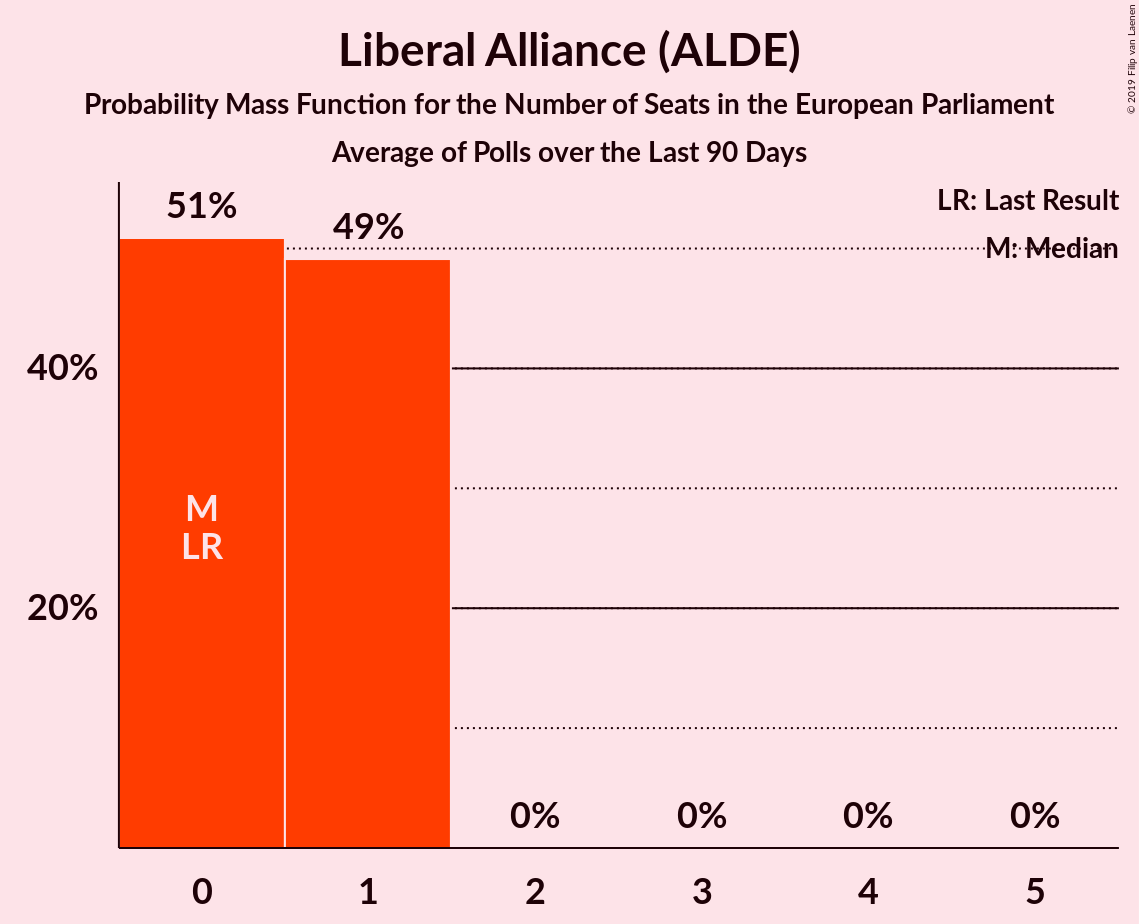 Liberal Alliance (ALDE)
Probability Mass Function for the Number of Seats in the European Parliament
Average of Polls over the Last 90 Days
© 2019 Filip van Laenen
LR: Last Result
M: Median
51%
49%
40%
20%
M
LR
0%
0%
0%
0%
0
1
2
3
4
5